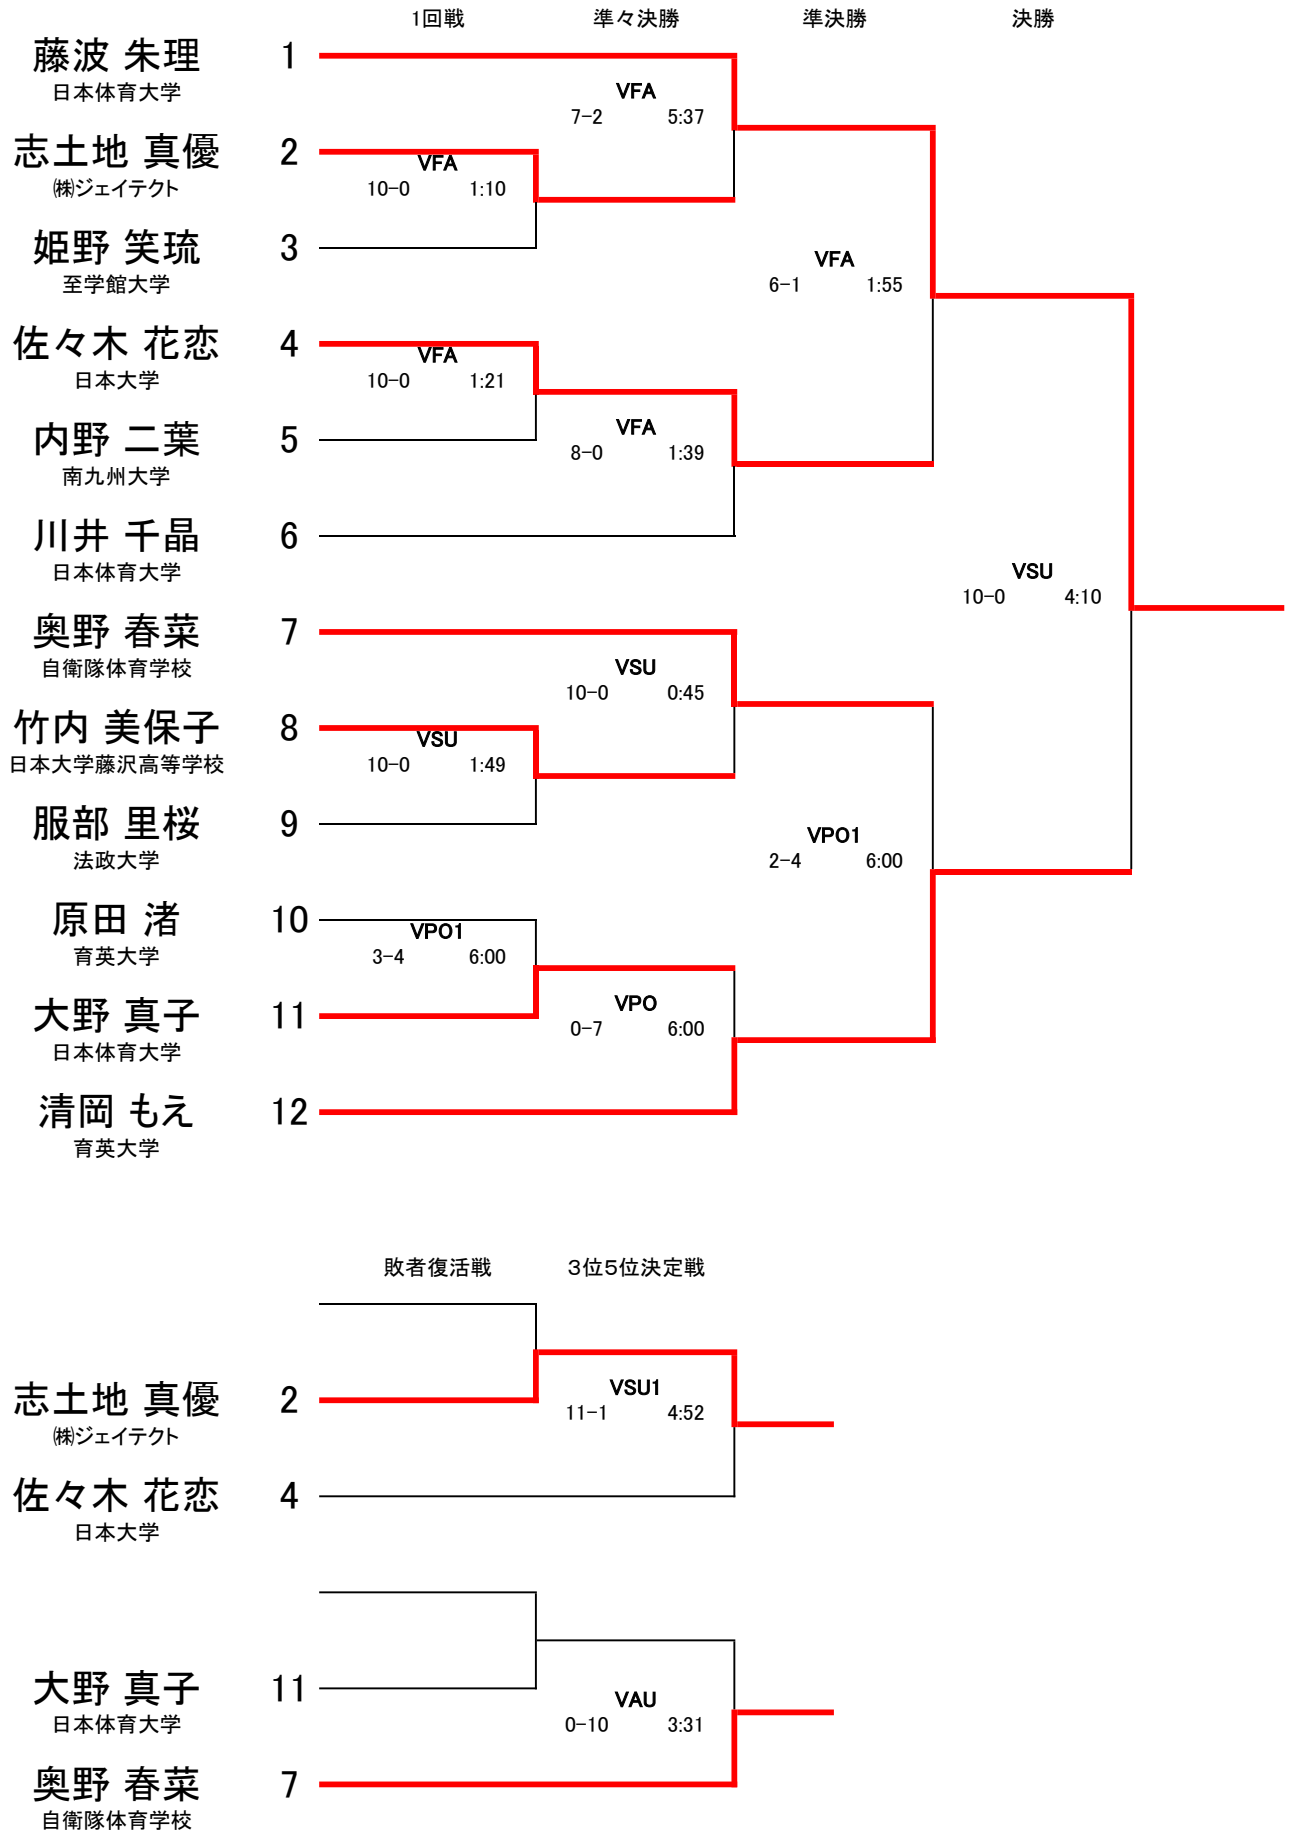 1回戦 準々決勝 準決勝 決勝
藤波 朱理 1
日本体育大学
VFA
7-2 5:37
志土地 真優 2
㈱ジェイテクト
VFA
10-0 1:10
姫野 笑琉 3
至学館大学
VFA
6-1 1:55
佐々木 花恋 4
日本大学
VFA
10-0 1:21
内野 二葉 5
南九州大学
VFA
8-0 1:39
川井 千晶 6
日本体育大学
VSU
10-0 4:10
奥野 春菜 7
自衛隊体育学校
VSU
10-0 0:45
竹内 美保子 8
日本大学藤沢高等学校
VSU
10-0 1:49
服部 里桜 9
法政大学
VPO1
2-4 6:00
原田 渚 10
育英大学
VPO1
3-4 6:00
大野 真子 11
日本体育大学
VPO
0-7 6:00
清岡 もえ 12
育英大学
敗者復活戦 3位5位決定戦
志土地 真優 2
㈱ジェイテクト
VSU1
11-1 4:52
佐々木 花恋 4
日本大学
大野 真子 11
日本体育大学
VAU
0-10 3:31
奥野 春菜 7
自衛隊体育学校